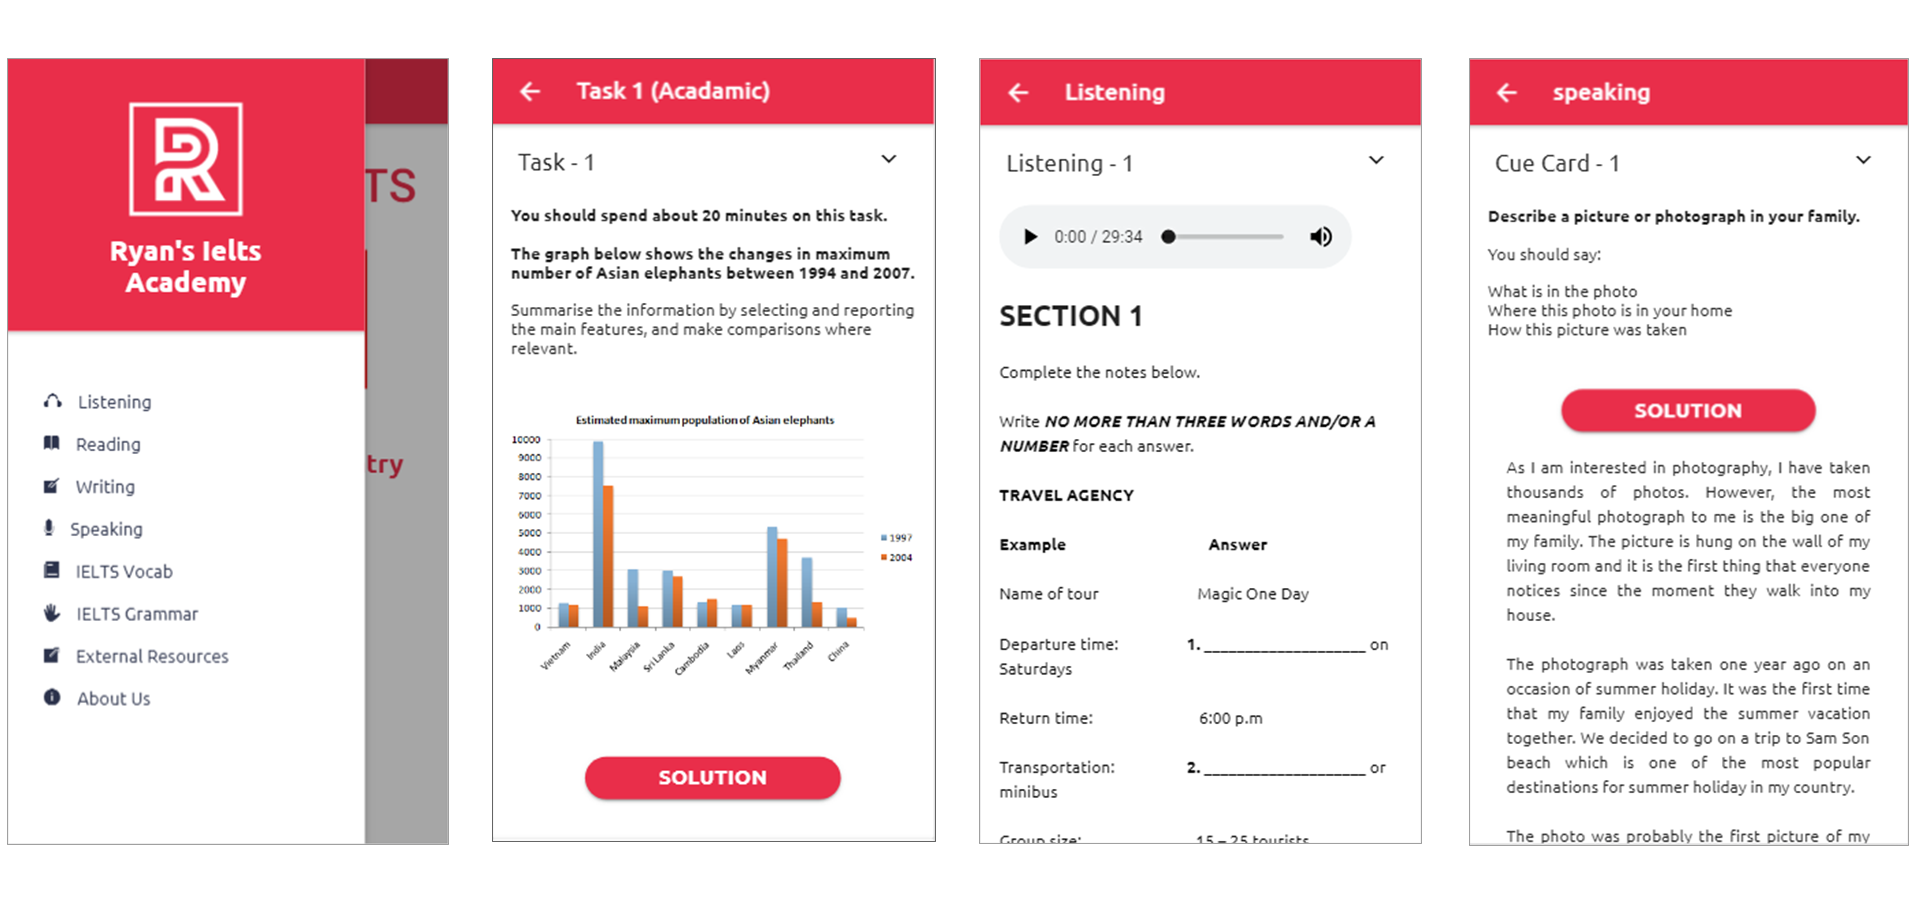 Ryan's Ielts
Academy
Listening
Reading
Writing
Speaking
IELTS Vocab
IELTS Grammar
External Resources
About Us
TS
try
Task 1 (Acadamic)
Task - 1
You should spend about 20 minutes on this task.
The graph below shows the changes in maximum
number of Asian elephants between 1994 and 2007.
Summarise the information by selecting and reporting
the main features, and make comparisons where
relevant.
Estimated maximum population of Asian elephants
10000
9000
8000
7000
6000
5000
4000
3000
2000
1000
0
1997
2004
Vietnam
India
Malaysia
Sri Lanka
Cambodia
Laos
Myanmar
Thailand
China
SOLUTION
Listening
Listening - 1
0:00 / 29:34
SECTION 1
Complete the notes below.
Write NO MORE THAN THREE WORDS AND/OR A
NUMBER for each answer.
TRAVEL AGENCY
Example Answer
Name of tour Magic One Day
Departure time: 1. ____________________ on
Saturdays
Return time: 6:00 p.m
Transportation: 2. ____________________ or
minibus
Group size: 15 – 25 tourists
speaking
Cue Card - 1
Describe a picture or photograph in your family.
You should say:
What is in the photo
Where this photo is in your home
How this picture was taken
SOLUTION
As I am interested in photography, I have taken
thousands of photos. However, the most
meaningful photograph to me is the big one of
my family. The picture is hung on the wall of my
living room and it is the first thing that everyone
notices since the moment they walk into my
house.
The photograph was taken one year ago on an
occasion of summer holiday. It was the first time
that my family enjoyed the summer vacation
together. We decided to go on a trip to Sam Son
beach which is one of the most popular
destinations for summer holiday in my country.
The photo was probably the first picture of my